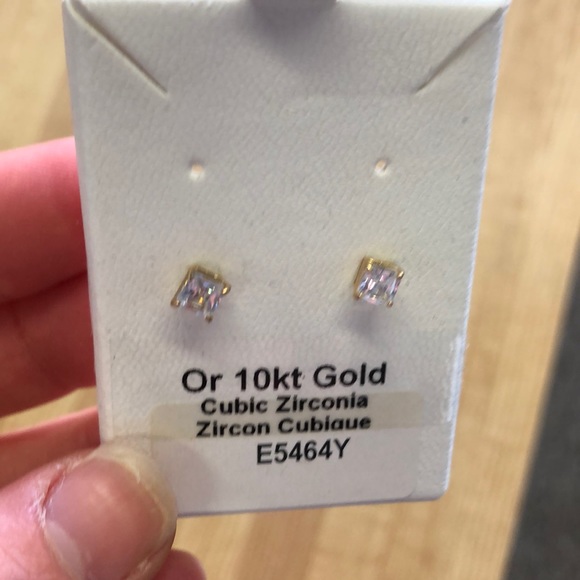 Or 10kt Gold
Cubic Zirconia
Zircon Cubique
E5464Y